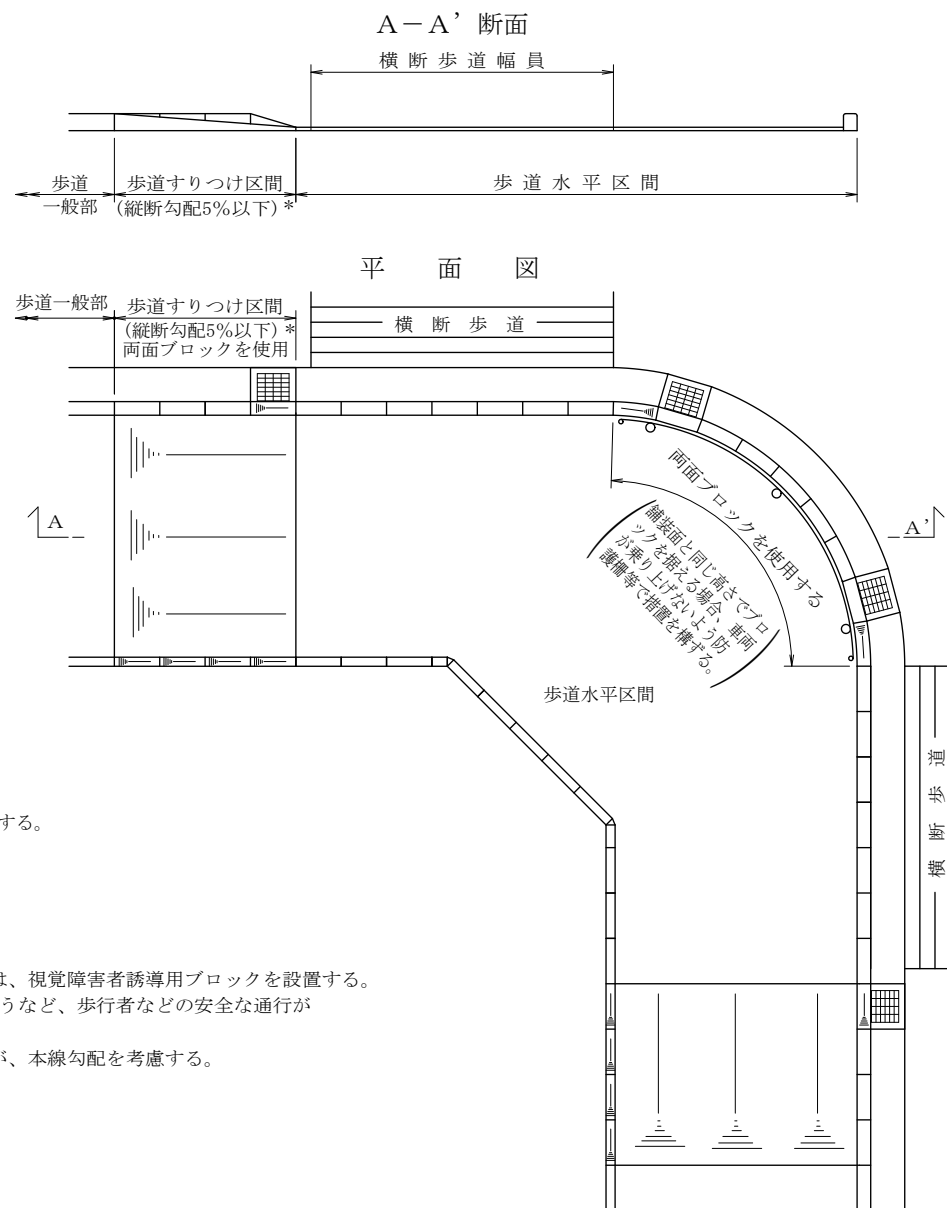 A－A’ 断面
横断歩道幅員
歩道
一般部
歩道すりつけ区間
(縦断勾配5%以下)*
歩道水平区間
平面図
歩道一般部
歩道すりつけ区間
(縦断勾配5%以下)*
両面ブロックを使用
横断歩道
A
A’
両面ブロックを使用する
舗装面と同じ高さでブロ
ックを据える場合、車両
が乗り上げないよう防
護柵等で措置を構ずる。
歩道水平区間
横断歩道
する。
は、視覚障害者誘導用ブロックを設置する。
うなど、歩行者などの安全な通行が
が、本線勾配を考慮する。